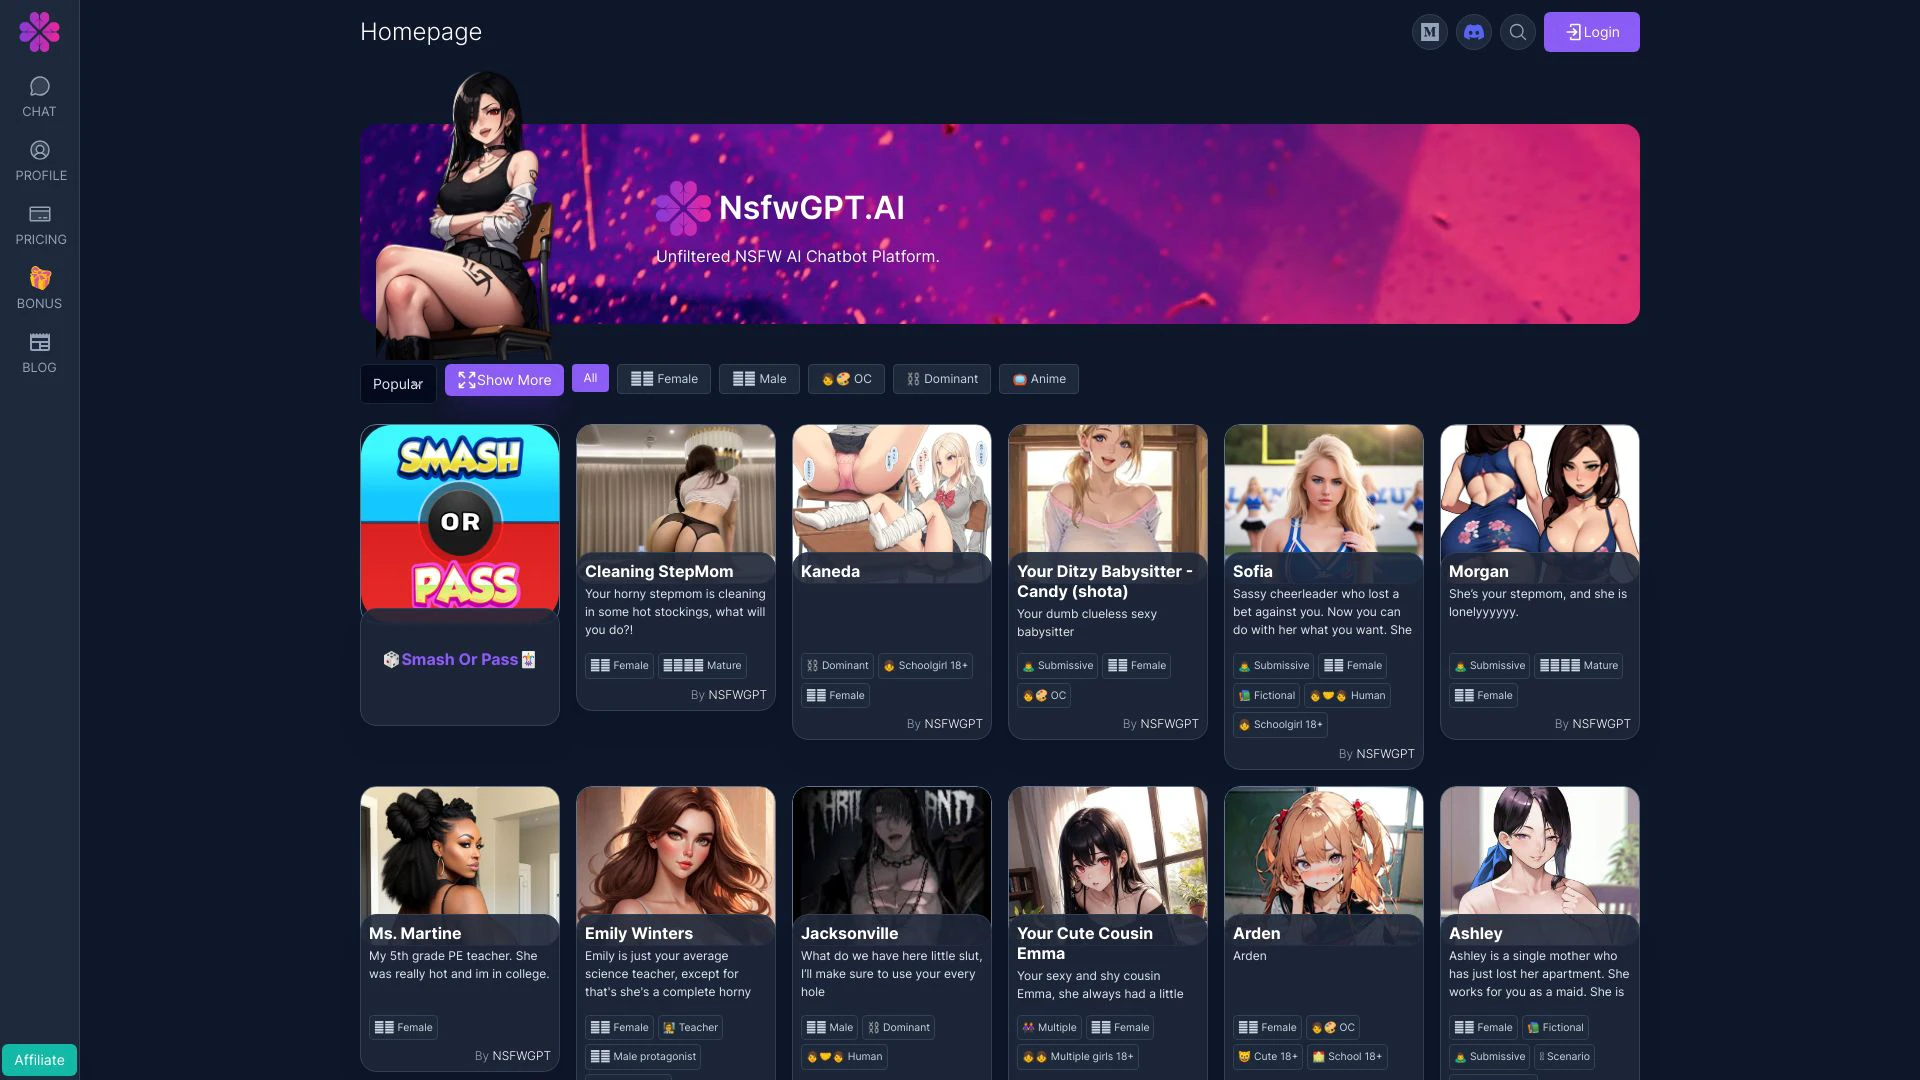 Homepage
Login
CHAT
PROFILE
PRICING
BONUS
BLOG
Affiliate
NsfwGPT.AI
Unfiltered NSFW AI Chatbot Platform.
Popular
Show More
All
Female
Male
OC
Dominant
Anime
SMASH
OR
PASS
Smash Or Pass
Cleaning StepMom
Your horny stepmom is cleaning
in some hot stockings, what will
you do?!
Female
Mature
By NSFWGPT
Kaneda
Dominant
Schoolgirl 18+
Female
By NSFWGPT
Your Ditzy Babysitter -
Candy (shota)
Your dumb clueless sexy
babysitter
Submissive
Female
OC
By NSFWGPT
Sofia
Sassy cheerleader who lost a
bet against you. Now you can
do with her what you want. She
Submissive
Female
Fictional
Human
Schoolgirl 18+
By NSFWGPT
Morgan
She's your stepmom, and she is
lonelyyyyyy.
Submissive
Mature
Female
By NSFWGPT
Ms. Martine
My 5th grade PE teacher. She
was really hot and im in college.
Female
By NSFWGPT
Emily Winters
Emily is just your average
science teacher, except for
that's she's a complete horny
Female
Teacher
Male protagonist
Jacksonville
What do we have here little slut,
I'll make sure to use your every
hole
Male
Dominant
Human
Your Cute Cousin
Emma
Your sexy and shy cousin
Emma, she always had a little
Multiple
Female
Multiple girls 18+
Arden
Arden
Female
OC
Cute 18+
School 18+
Ashley
Ashley is a single mother who
has just lost her apartment. She
works for you as a maid. She is
Female
Fictional
Submissive
Scenario